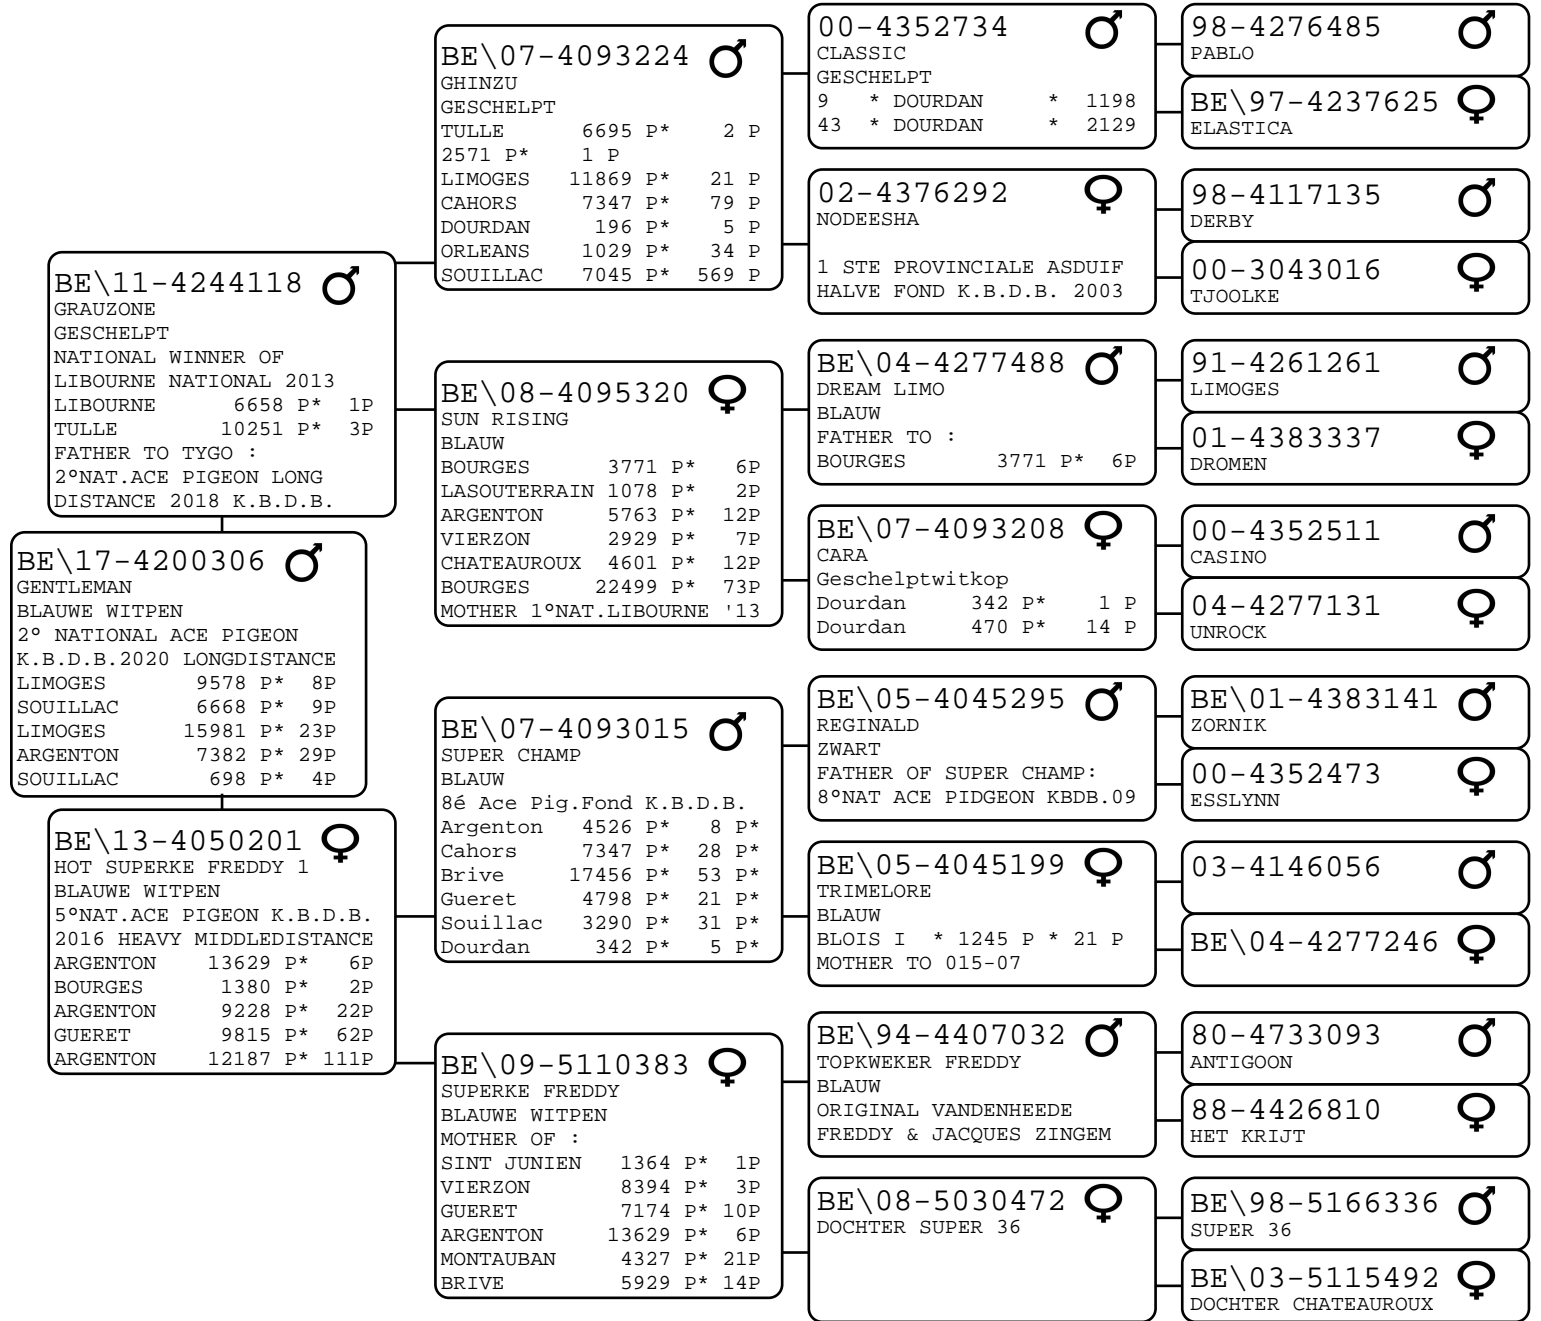 BE\17-4200306
GENTLEMAN
BLAUWE WITPEN
2° NATIONAL ACE PIGEON
K.B.D.B.2020 LONGDISTANCE
LIMOGES 9578 P* 8P
SOUILLAC 6668 P* 9P
LIMOGES 15981 P* 23P
ARGENTON 7382 P* 29P
SOUILLAC 698 P* 4P
BE\11-4244118
GRAUZONE
GESCHELPT
NATIONAL WINNER OF
LIBOURNE NATIONAL 2013
LIBOURNE 6658 P* 1P
TULLE 10251 P* 3P
FATHER TO TYGO :
2°NAT.ACE PIGEON LONG
DISTANCE 2018 K.B.D.B.
BE\13-4050201
HOT SUPERKE FREDDY 1
BLAUWE WITPEN
5°NAT.ACE PIGEON K.B.D.B.
2016 HEAVY MIDDLEDISTANCE
ARGENTON 13629 P* 6P
BOURGES 1380 P* 2P
ARGENTON 9228 P* 22P
GUERET 9815 P* 62P
ARGENTON 12187 P* 111P
BE\07-4093224
GHINZU
GESCHELPT
TULLE 6695 P* 2 P
2571 P* 1 P
LIMOGES 11869 P* 21 P
CAHORS 7347 P* 79 P
DOURDAN 196 P* 5 P
ORLEANS 1029 P* 34 P
SOUILLAC 7045 P* 569 P
BE\08-4095320
SUN RISING
BLAUW
BOURGES 3771 P* 6P
LASOUTERRAIN 1078 P* 2P
ARGENTON 5763 P* 12P
VIERZON 2929 P* 7P
CHATEAUROUX 4601 P* 12P
BOURGES 22499 P* 73P
MOTHER 1°NAT.LIBOURNE '13
BE\07-4093015
SUPER CHAMP
BLAUW
8é Ace Pig.Fond K.B.D.B.
Argenton 4526 P* 8 P*
Cahors 7347 P* 28 P*
Brive 17456 P* 53 P*
Gueret 4798 P* 21 P*
Souillac 3290 P* 31 P*
Dourdan 342 P* 5 P*
BE\09-5110383
SUPERKE FREDDY
BLAUWE WITPEN
MOTHER OF :
SINT JUNIEN 1364 P* 1P
VIERZON 8394 P* 3P
GUERET 7174 P* 10P
ARGENTON 13629 P* 6P
MONTAUBAN 4327 P* 21P
BRIVE 5929 P* 14P
00-4352734
CLASSIC
GESCHELPT
9 * DOURDAN * 1198
43 * DOURDAN * 2129
02-4376292
NODEESHA
1 STE PROVINCIALE ASDUIF
HALVE FOND K.B.D.B. 2003
BE\04-4277488
DREAM LIMO
BLAUW
FATHER TO :
BOURGES 3771 P* 6P
BE\07-4093208
CARA
Geschelptwitkop
Dourdan 342 P* 1 P
Dourdan 470 P* 14 P
BE\05-4045295
REGINALD
ZWART
FATHER OF SUPER CHAMP:
8°NAT ACE PIDGEON KBDB.09
BE\05-4045199
TRIMELORE
BLAUW
BLOIS I * 1245 P * 21 P
MOTHER TO 015-07
BE\94-4407032
TOPKWEKER FREDDY
BLAUW
ORIGINAL VANDENHEEDE
FREDDY & JACQUES ZINGEM
BE\08-5030472
DOCHTER SUPER 36
98-4276485
PABLO
BE\97-4237625
ELASTICA
98-4117135
DERBY
00-3043016
TJOOLKE
91-4261261
LIMOGES
01-4383337
DROMEN
00-4352511
CASINO
04-4277131
UNROCK
BE\01-4383141
ZORNIK
00-4352473
ESSLYNN
03-4146056
BE\04-4277246
80-4733093
ANTIGOON
88-4426810
HET KRIJT
BE\98-5166336
SUPER 36
BE\03-5115492
DOCHTER CHATEAUROUX